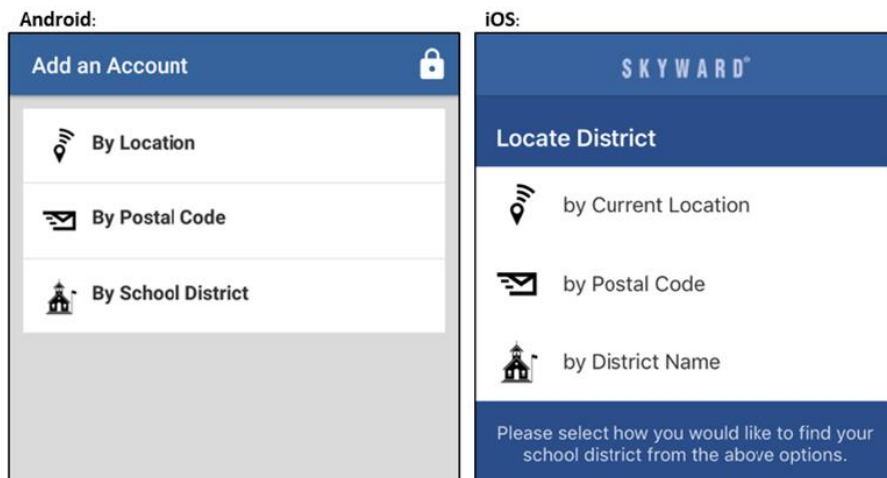 Android:
Add an Account
By Location
By Postal Code
By School District
iOS:
SKYWARD®
Locate District
by Current Location
by Postal Code
by District Name
Please select how you would like to find your
school district from the above options.